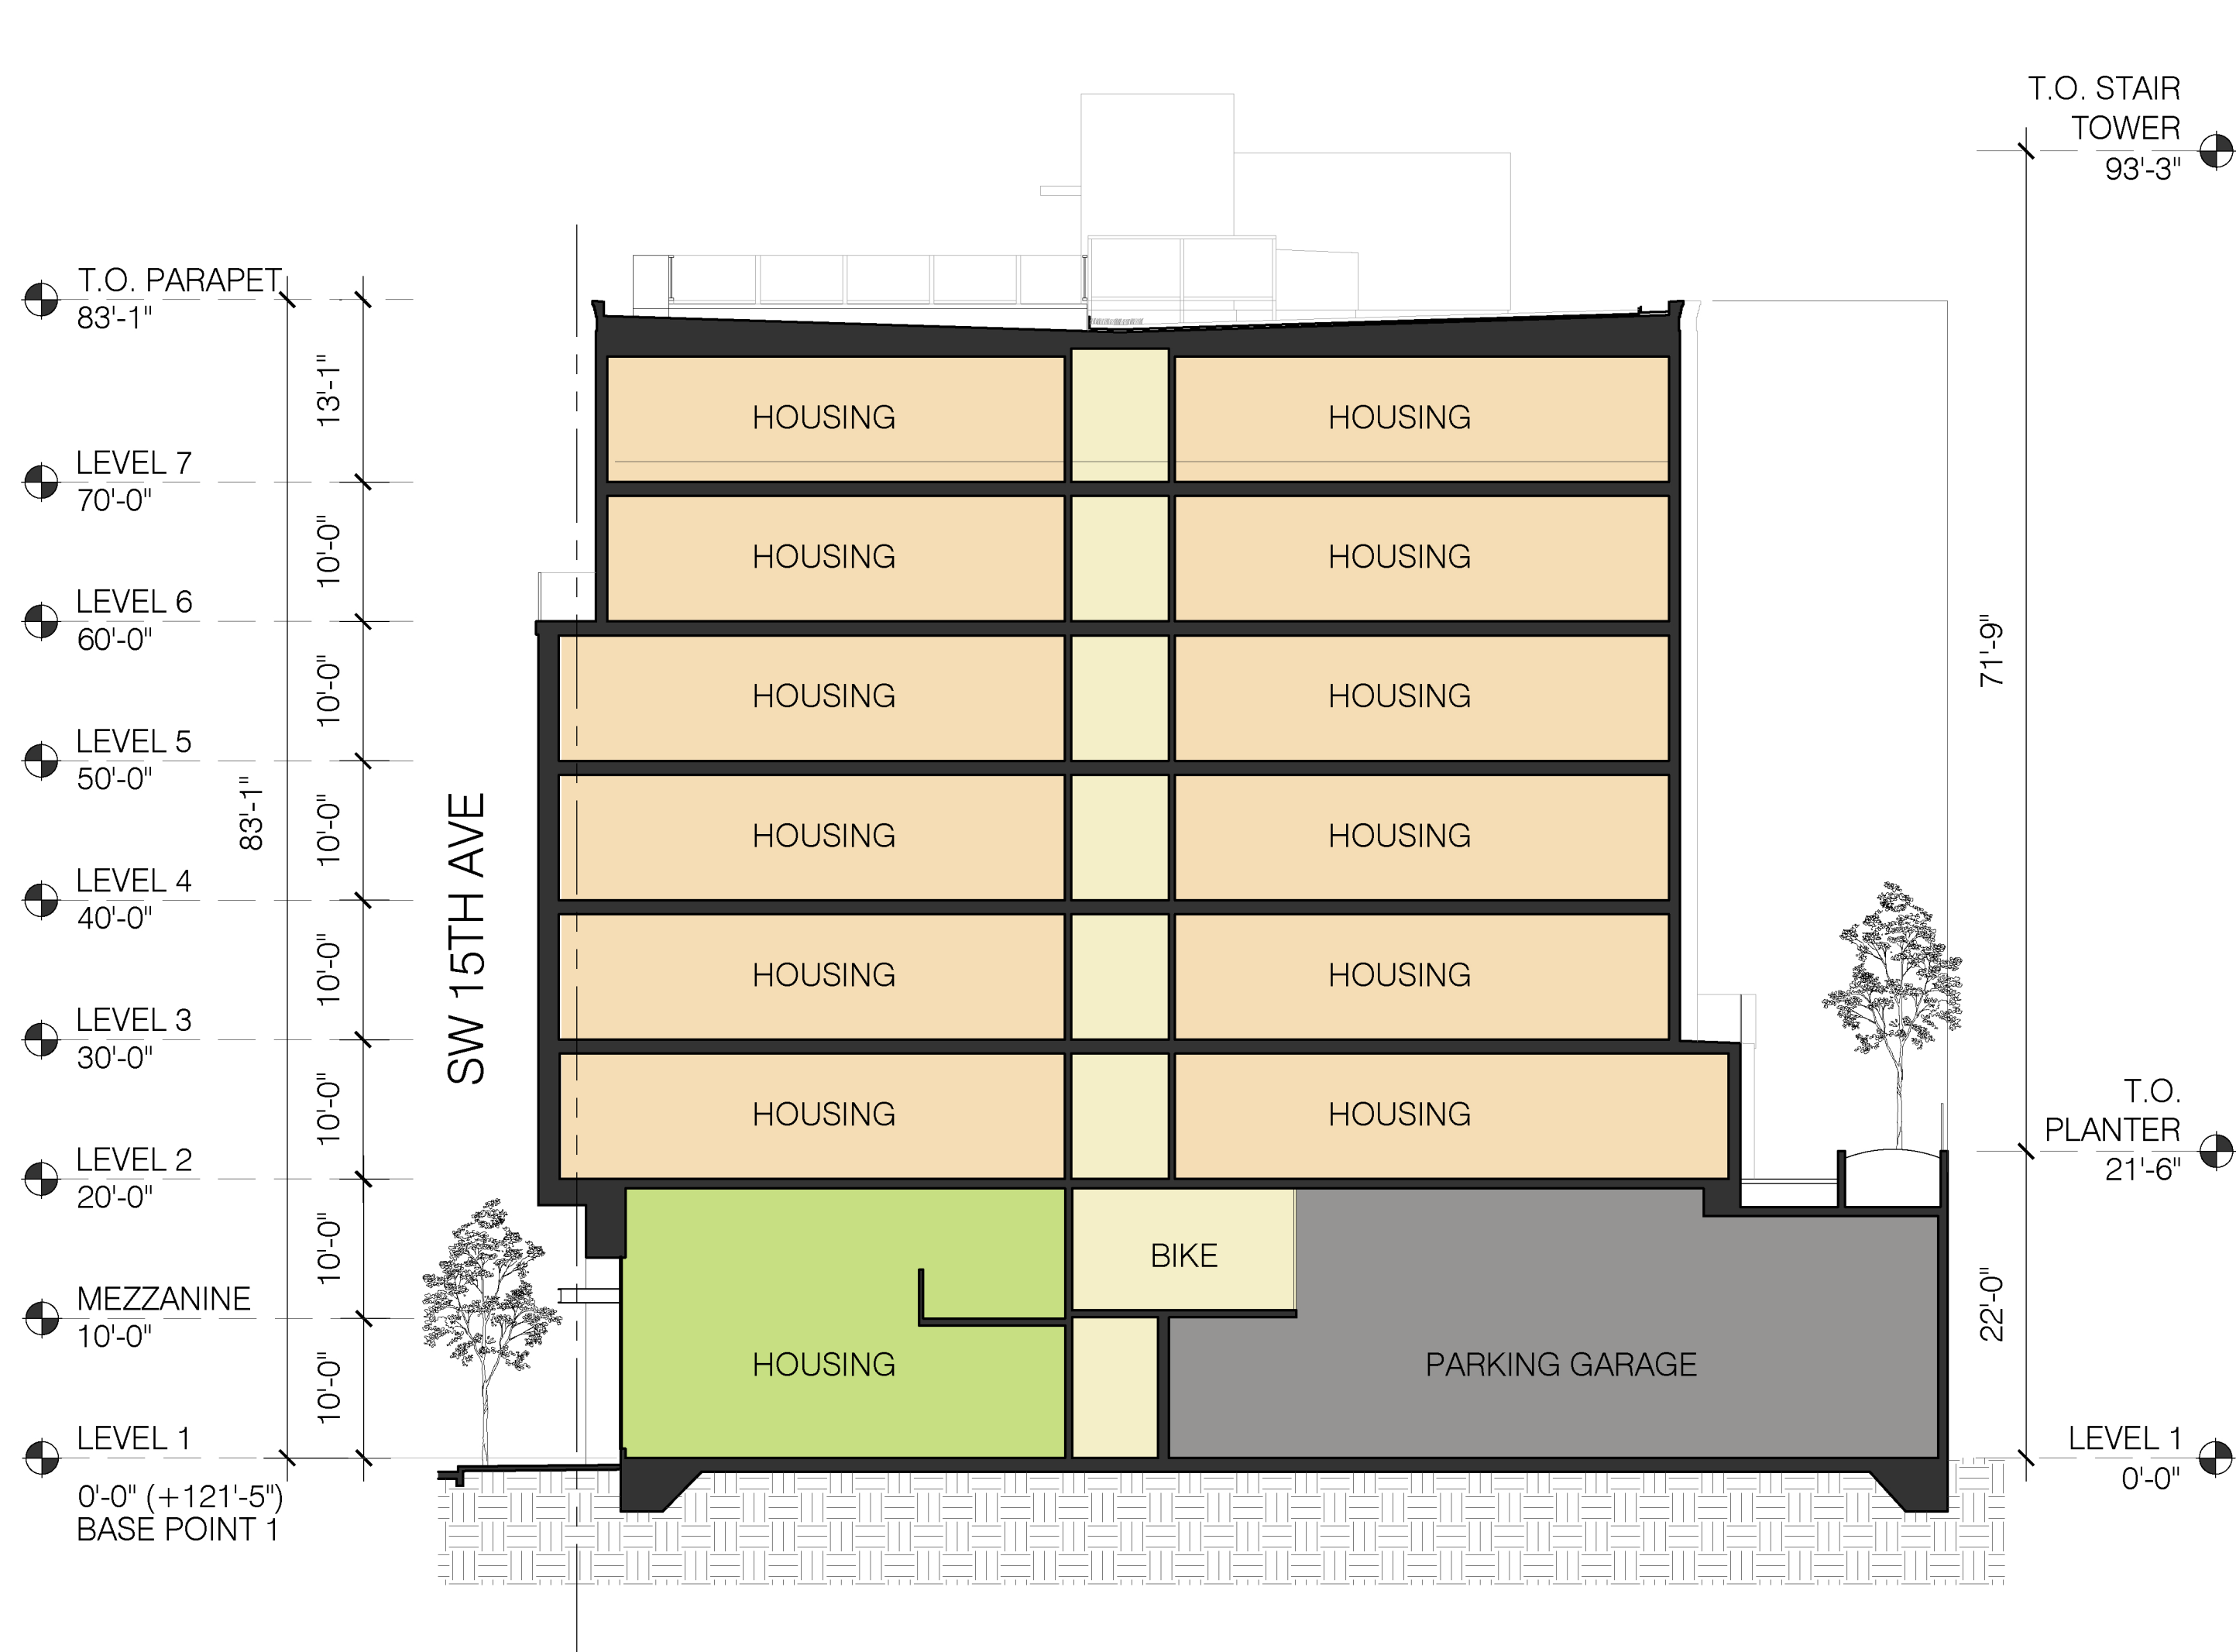 T.O. STAIR
TOWER
93'-3"
T.O. PARAPET
83'-1"
13'-1"
HOUSING
HOUSING
LEVEL 7
70'-0"
10'-0"
HOUSING
HOUSING
LEVEL 6
60'-0"
10'-0"
HOUSING
HOUSING
71'-9"
LEVEL 5
50'-0"
83'-1"
10'-0"
SW 15TH AVE
HOUSING
HOUSING
LEVEL 4
40'-0"
10'-0"
HOUSING
HOUSING
LEVEL 3
30'-0"
10'-0"
HOUSING
HOUSING
T.O.
PLANTER
21'-6"
LEVEL 2
20'-0"
10'-0"
BIKE
22'-0"
MEZZANINE
10'-0"
10'-0"
HOUSING
PARKING GARAGE
LEVEL 1
0'-0" (+121'-5")
BASE POINT 1
LEVEL 1
0'-0"